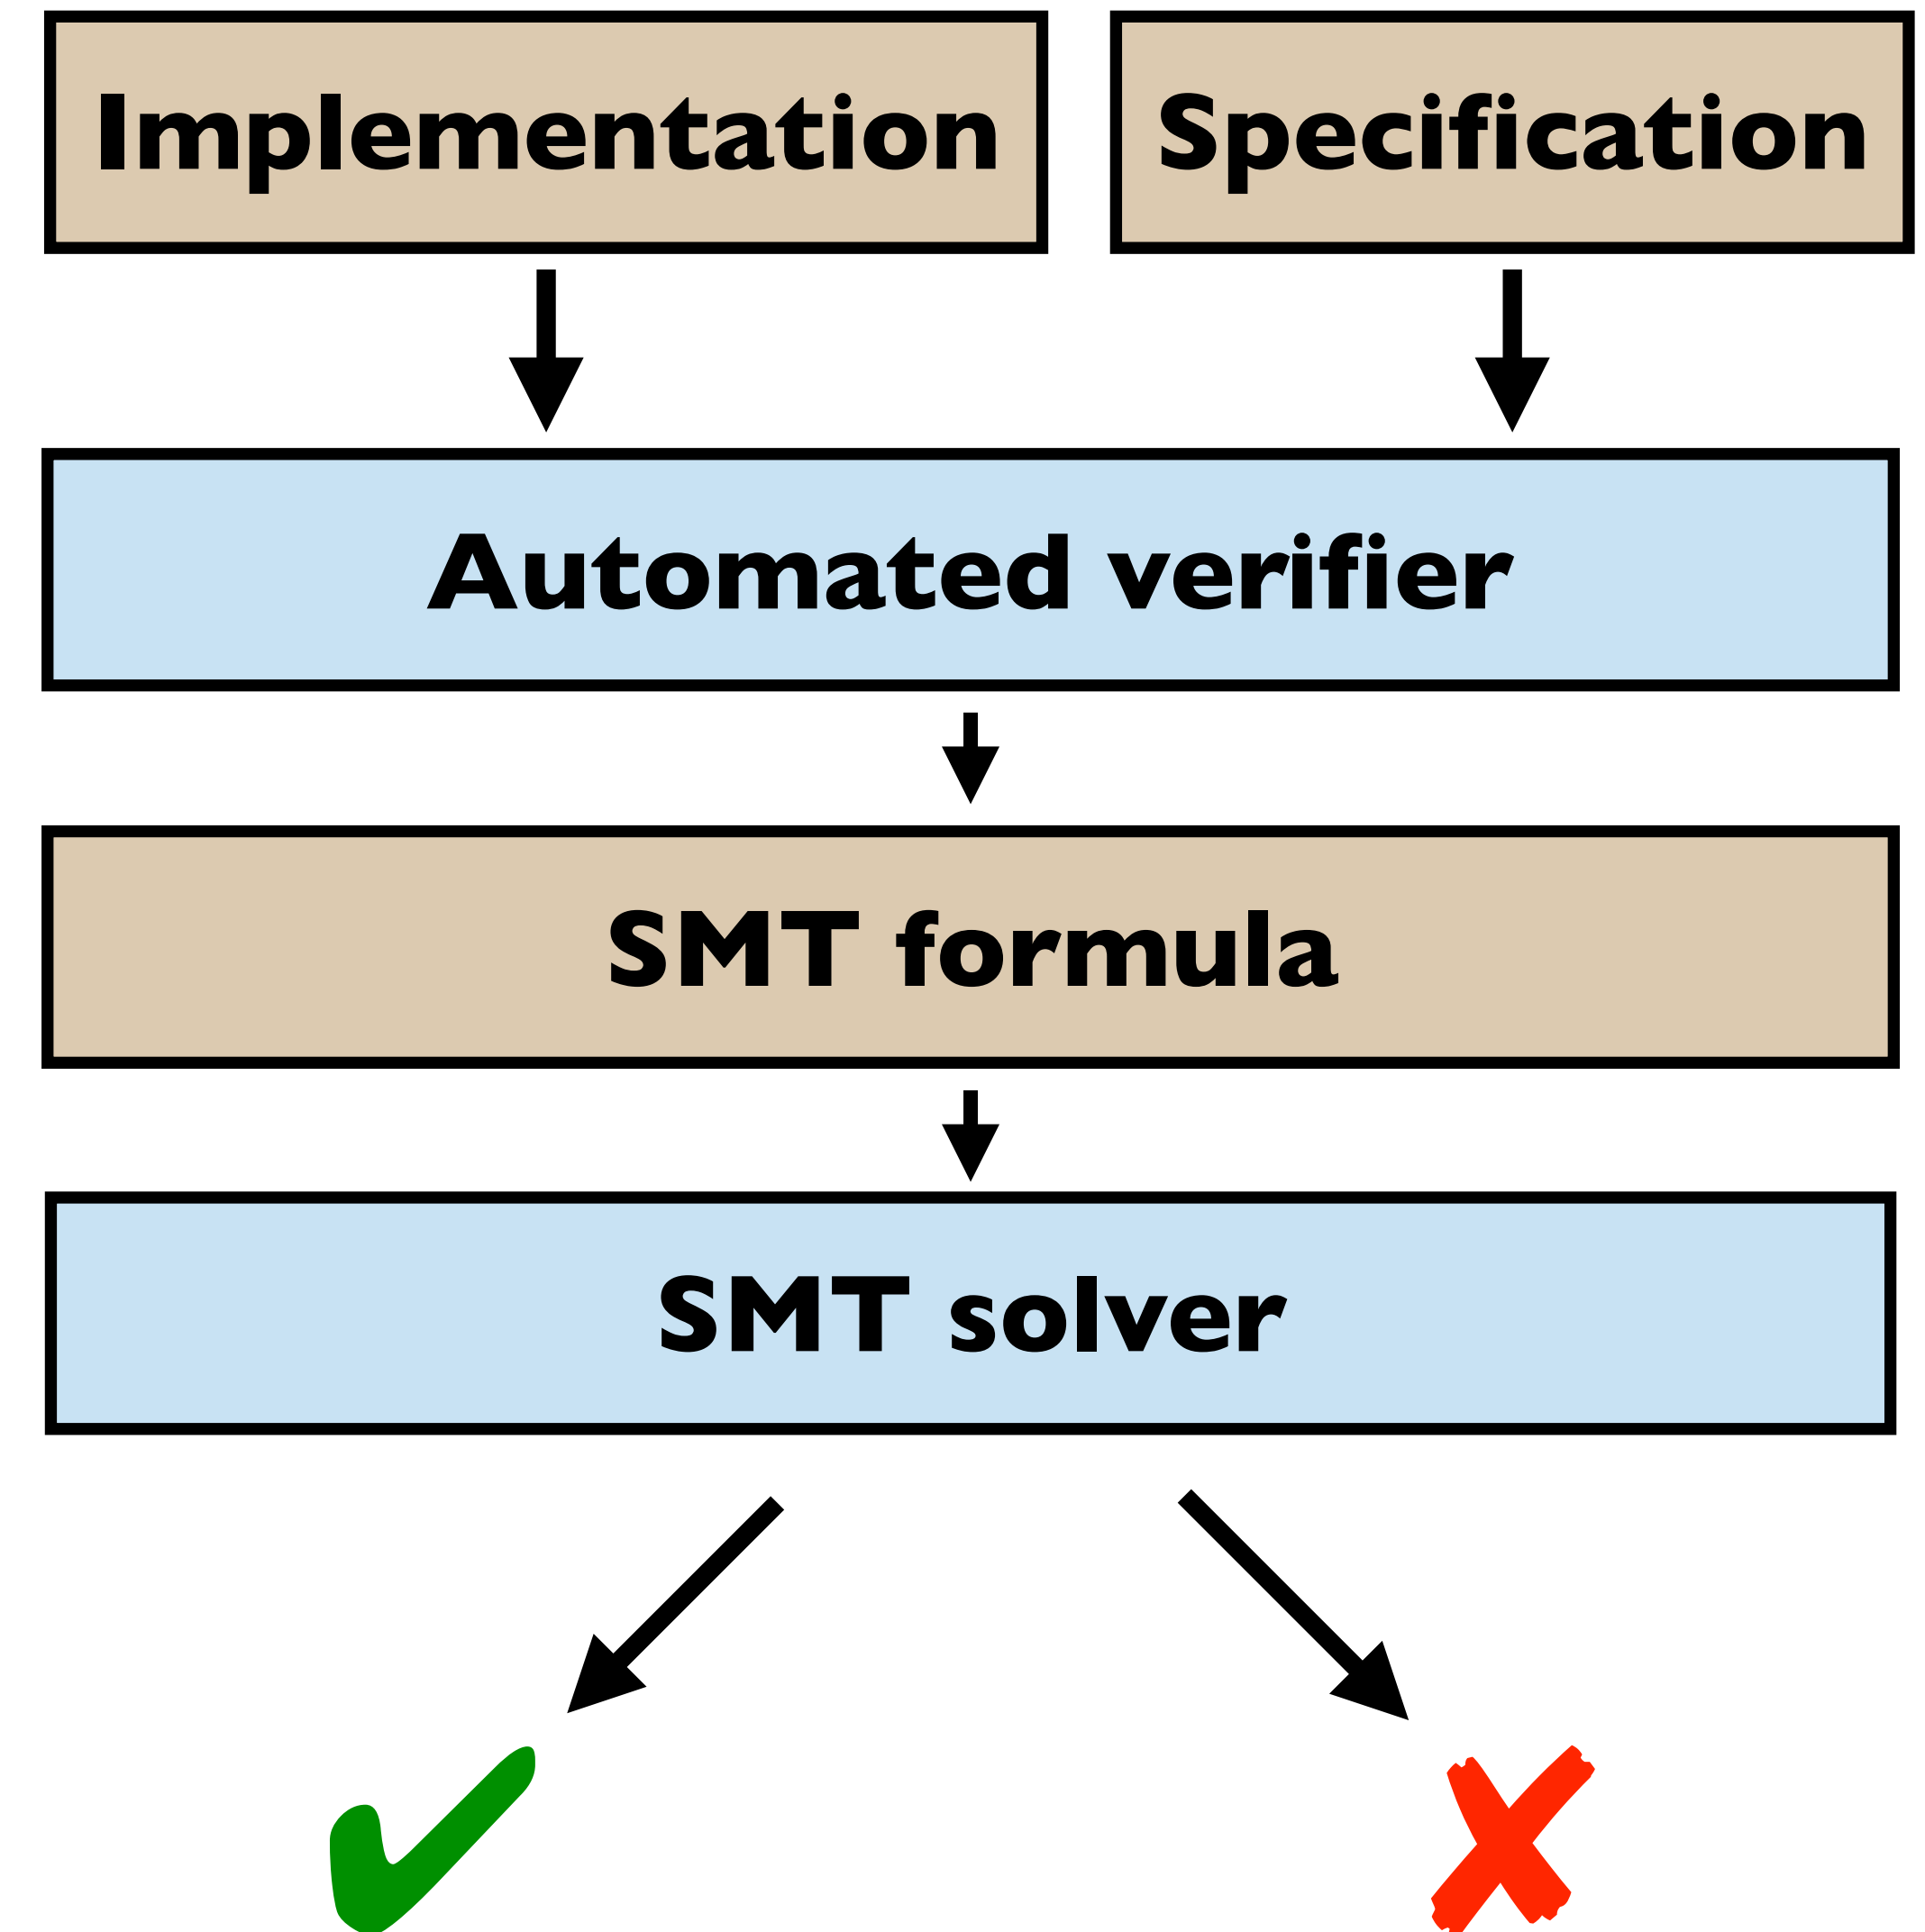 Implementation
Specification
Automated verifier
SMT formula
SMT solver